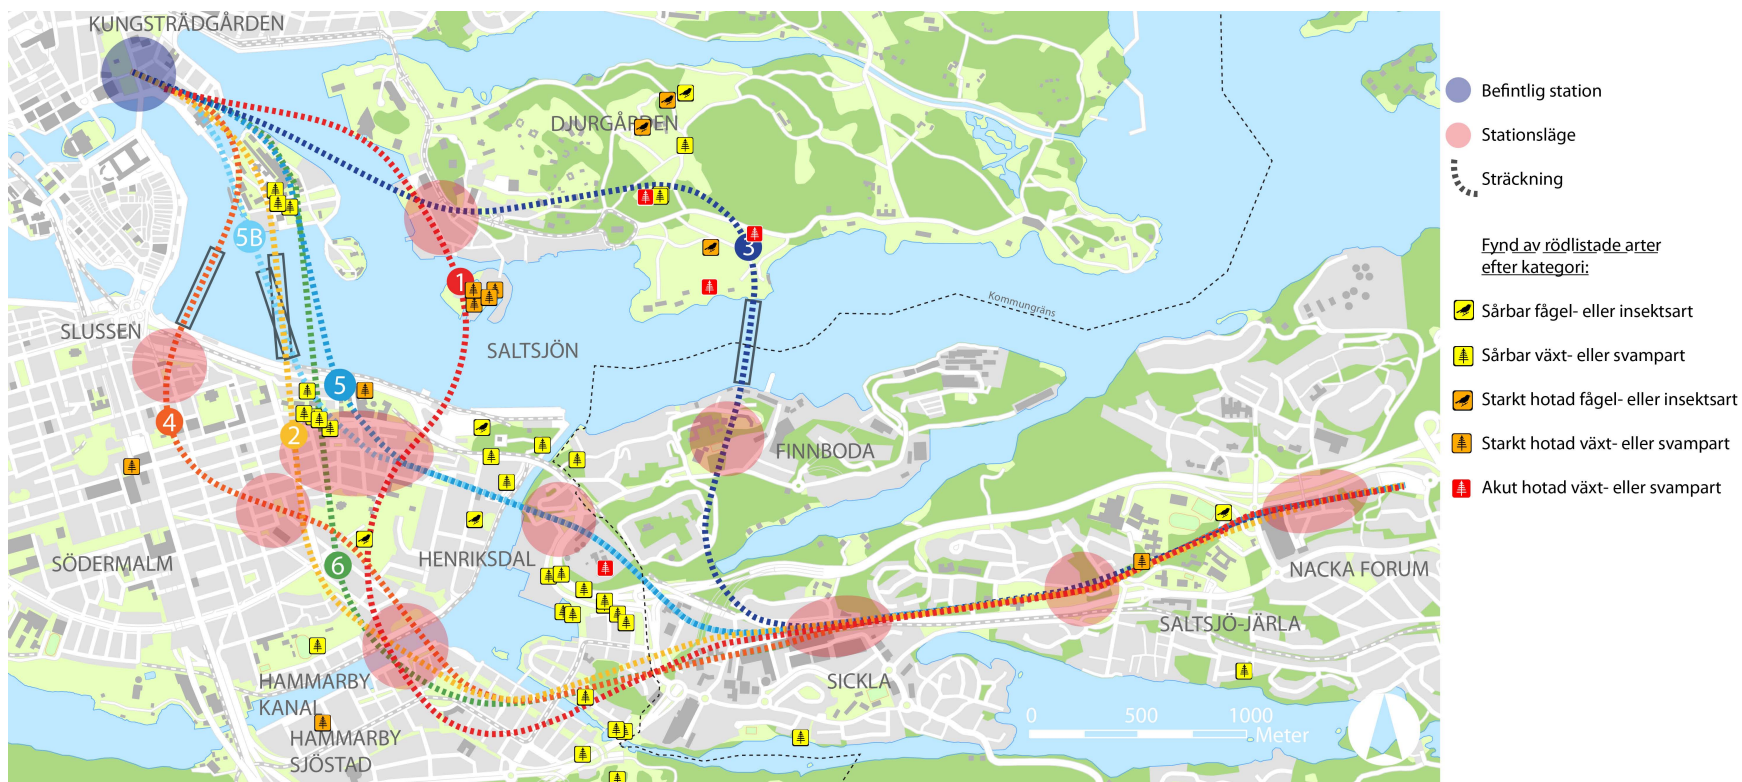 KUNGSTRÄDGÅRDEN
DJURGÅRDEN
5B
3
1
Kommungräns
SLUSSEN
SALTSJÖN
5
4
2
FINNBODA
SÖDERMALM
6
HENRIKSDAL
NACKA FORUM
SALTSJÖ-JÄRLA
HAMMARBY
KANAL
SICKLA
HAMMARBY
SJÖSTAD
0 500 1000
Meter
Befintlig station
Stationsläge
Sträckning
Fynd av rödlistade arter
efter kategori:
Sårbar fågel- eller insektsart
Sårbar växt- eller svampart
Starkt hotad fågel- eller insektsart
Starkt hotad växt- eller svampart
Akut hotad växt- eller svampart